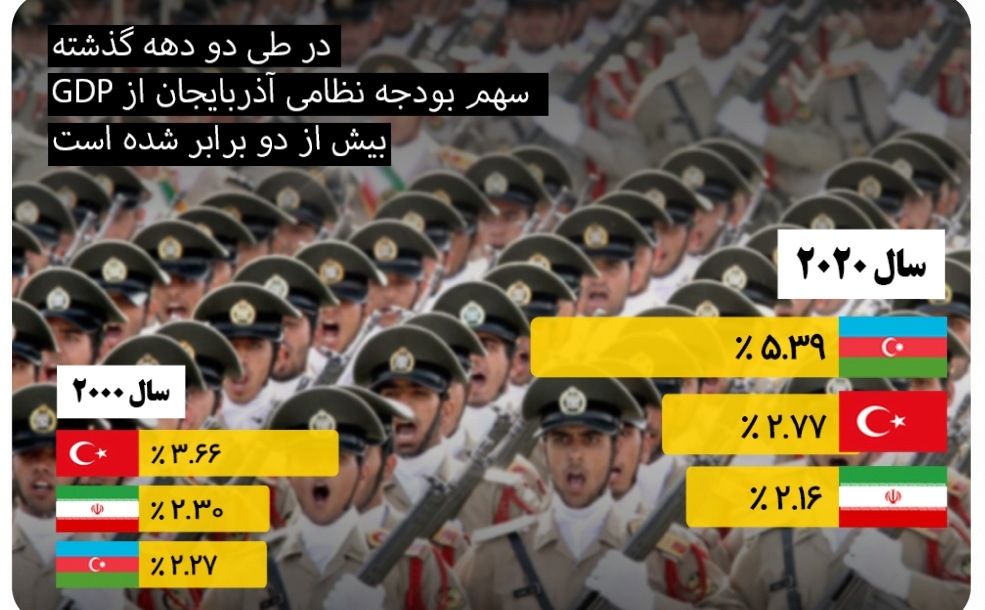 در طی دو دهه گذشته
سهم بودجه نظامی آذربایجان از GDP
بیش از دو برابر شده است
سال ۲۰۲۰
٪ ۵.۳۹
٪ ۲.۷۷
٪ ۲.۱۶
سال ۲۰۰۰
٪ ۳.۶۶
٪ ۲.۳۰
٪ ۲.۲۷